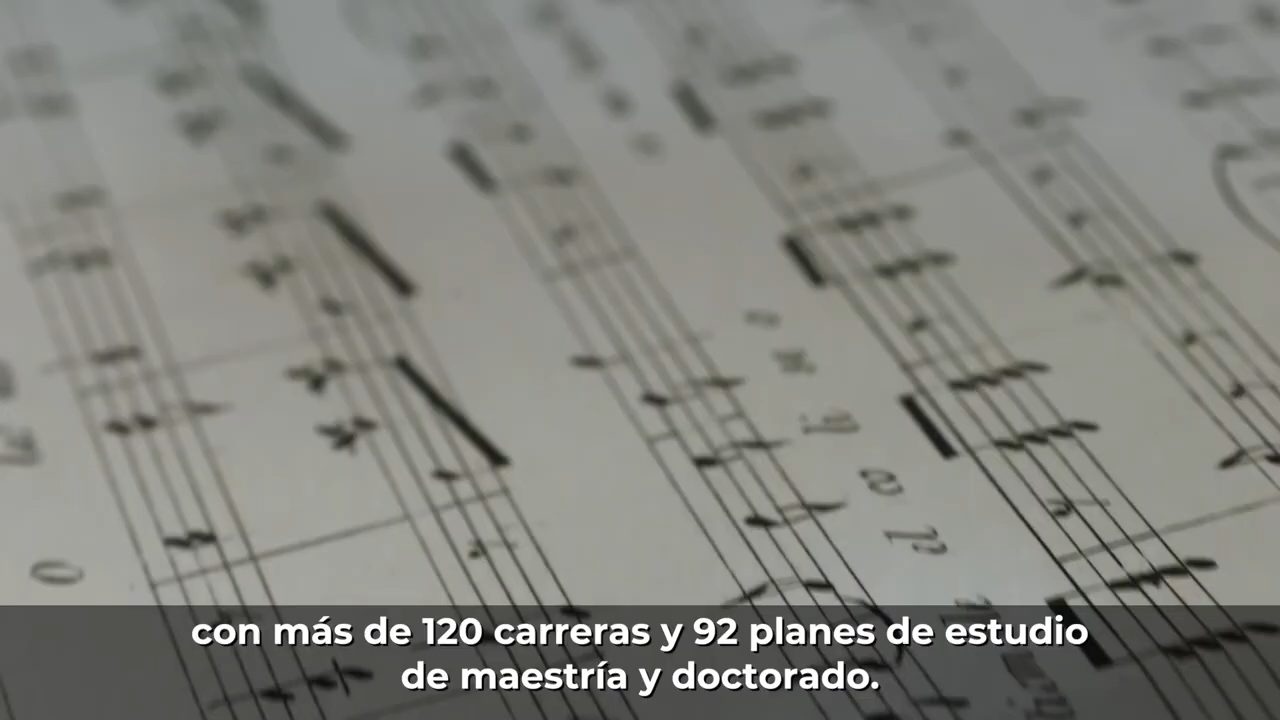 con más de 120 carreras y 92 planes de estudio
de maestría y doctorado.